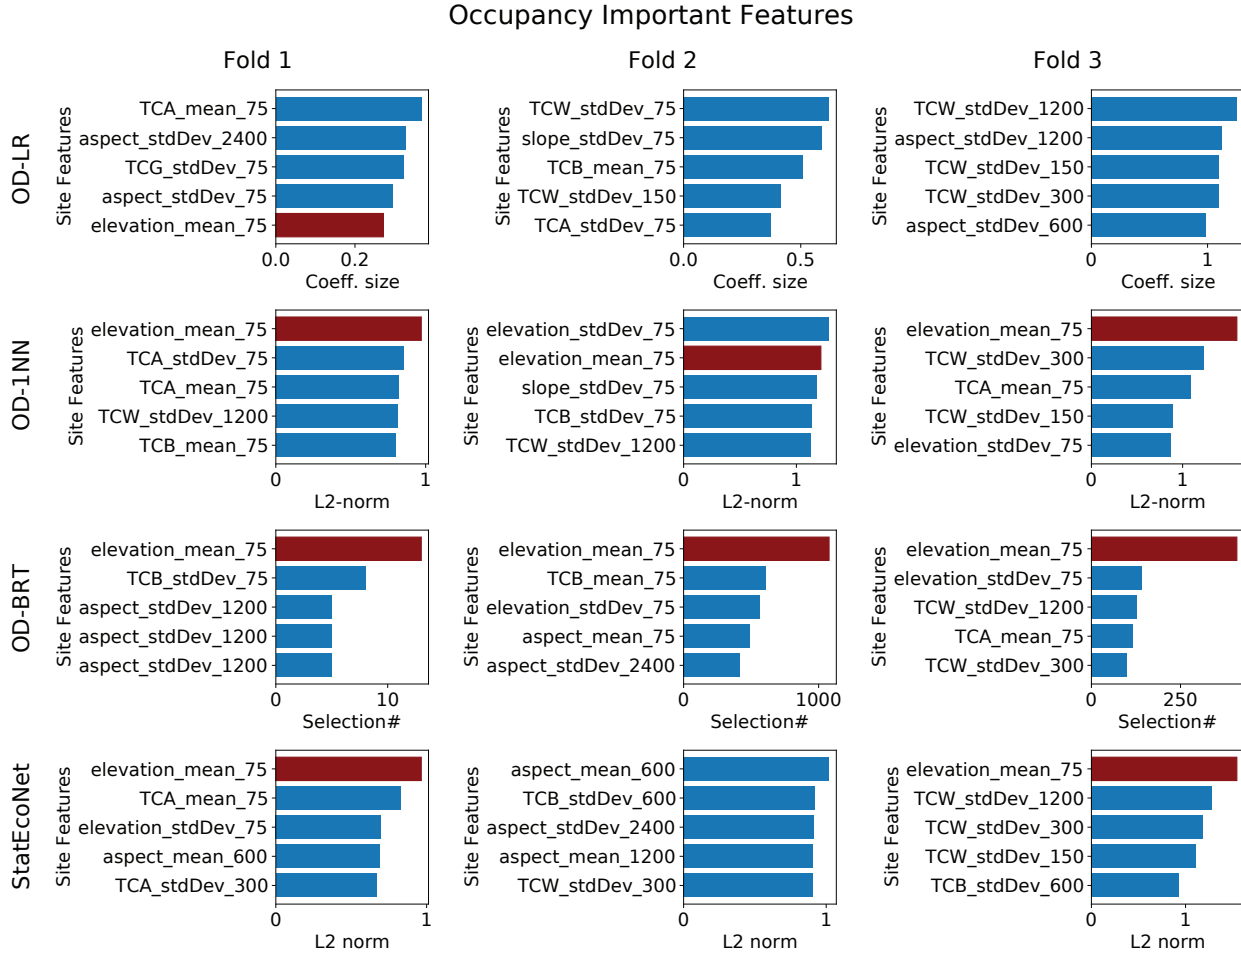 Occupancy Important Features
Fold 1
Fold 2
Fold 3
OD-LR
Site Features
TCA_mean_75
aspect_stdDev_2400
TCG_stdDev_75
aspect_stdDev_75
elevation_mean_75
0.0
0.2
Coeff. size
Site Features
TCW_stdDev_75
slope_stdDev_75
TCB_mean_75
TCW_stdDev_150
TCA_stdDev_75
0.0
0.5
Coeff. size
Site Features
TCW_stdDev_1200
aspect_stdDev_1200
TCW_stdDev_150
TCW_stdDev_300
aspect_stdDev_600
0
1
Coeff. size
OD-1NN
Site Features
elevation_mean_75
TCA_stdDev_75
TCA_mean_75
TCW_stdDev_1200
TCB_mean_75
0
1
L2-norm
Site Features
elevation_stdDev_75
elevation_mean_75
slope_stdDev_75
TCB_stdDev_75
TCW_stdDev_1200
0
1
L2-norm
Site Features
elevation_mean_75
TCW_stdDev_300
TCA_mean_75
TCW_stdDev_150
elevation_stdDev_75
0
1
L2-norm
OD-BRT
Site Features
elevation_mean_75
TCB_stdDev_75
aspect_stdDev_1200
aspect_stdDev_1200
aspect_stdDev_1200
0
10
Selection#
Site Features
elevation_mean_75
TCB_mean_75
elevation_stdDev_75
aspect_mean_75
aspect_stdDev_2400
0
1000
Selection#
Site Features
elevation_mean_75
elevation_stdDev_75
TCW_stdDev_1200
TCA_mean_75
TCW_stdDev_300
0
250
Selection#
StatEcoNet
Site Features
elevation_mean_75
TCA_mean_75
elevation_stdDev_75
aspect_mean_600
TCA_stdDev_300
0
1
L2 norm
Site Features
aspect_mean_600
TCB_stdDev_600
aspect_stdDev_2400
aspect_mean_1200
TCW_stdDev_300
0
1
L2 norm
Site Features
elevation_mean_75
TCW_stdDev_1200
TCW_stdDev_300
TCW_stdDev_150
TCB_stdDev_600
0
1
L2 norm